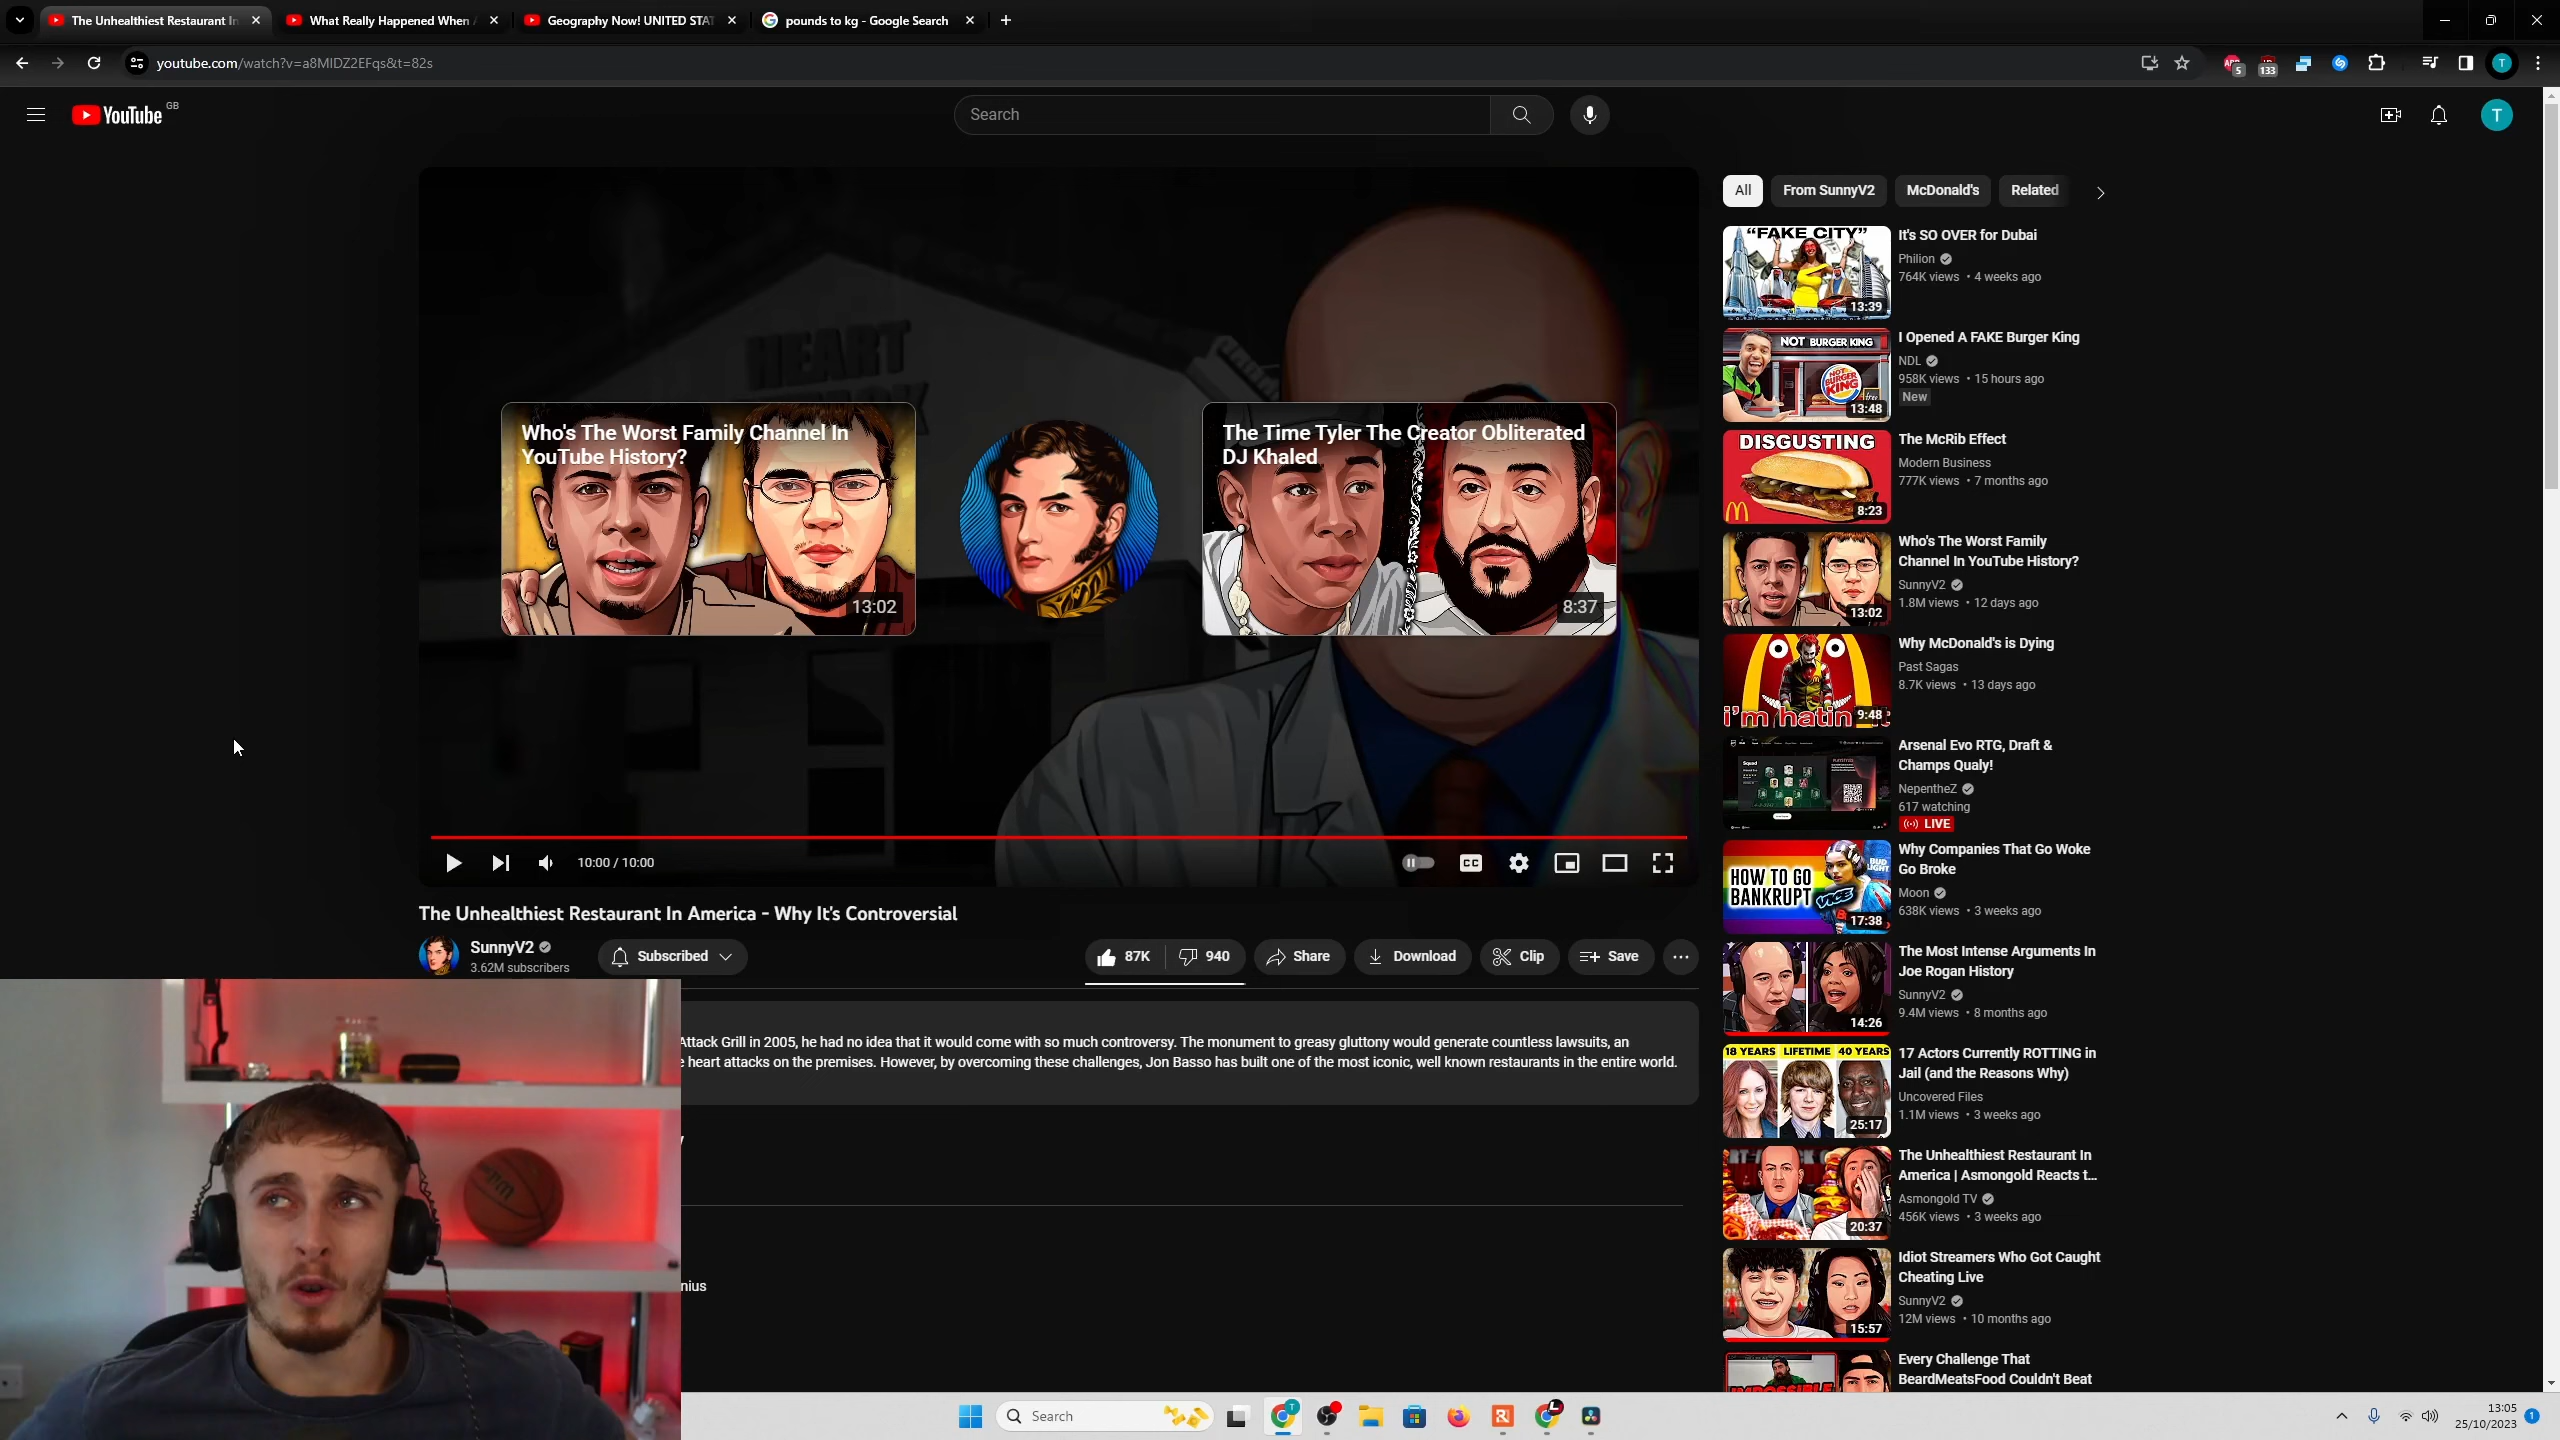 The Unhealthiest Restaurant In
What Really Happened When
Geography Now! UNITED STA
pounds to kg - Google Search
youtube.com/watch?v=a8MIDZ2EFqs&t=82s
5
133
T
YouTube
GB
Search
T
HEART
Who's The Worst Family Channel In
YouTube History?
13:02
The Time Tyler The Creator Obliterated
DJ Khaled
8:37
10:00 / 10:00
CC
The Unhealthiest Restaurant In America - Why It's Controversial
SunnyV2
3.62M subscribers
Subscribed
87K
940
Share
Download
Clip
Save
Attack Grill in 2005, he had no idea that it would come with so much controversy. The monument to greasy gluttony would generate countless lawsuits, an
e heart attacks on the premises. However, by overcoming these challenges, Jon Basso has built one of the most iconic, well known restaurants in the entire world.
nius
All
From SunnyV2
McDonald's
Related
"FAKE CITY"
13:39
It's SO OVER for Dubai
Philion
764K views • 4 weeks ago
NOT BURGER KING
NOT BURGER KING
13:48
I Opened A FAKE Burger King
NDL
958K views • 15 hours ago
New
DISGUSTING
8:23
The McRib Effect
Modern Business
777K views • 7 months ago
13:02
Who's The Worst Family
Channel In YouTube History?
SunnyV2
1.8M views • 12 days ago
i'm hatin
9:48
Why McDonald's is Dying
Past Sagas
8.7K views • 13 days ago
Arsenal Evo RTG, Draft &
Champs Qualy!
NepentheZ
617 watching
LIVE
HOW TO GO
BANKRUPT
BUD
LIGHT
VICE
17:38
Why Companies That Go Woke
Go Broke
Moon
638K views • 3 weeks ago
14:26
The Most Intense Arguments In
Joe Rogan History
SunnyV2
9.4M views • 8 months ago
18 YEARS LIFETIME 40 YEARS
25:17
17 Actors Currently ROTTING in
Jail (and the Reasons Why)
Uncovered Files
1.1M views • 3 weeks ago
20:37
The Unhealthiest Restaurant In
America | Asmongold Reacts t...
Asmongold TV
456K views • 3 weeks ago
15:57
Idiot Streamers Who Got Caught
Cheating Live
SunnyV2
12M views • 10 months ago
IMPOSSIBLE
Every Challenge That
BeardMeatsFood Couldn't Beat
Search
13:05
25/10/2023
1